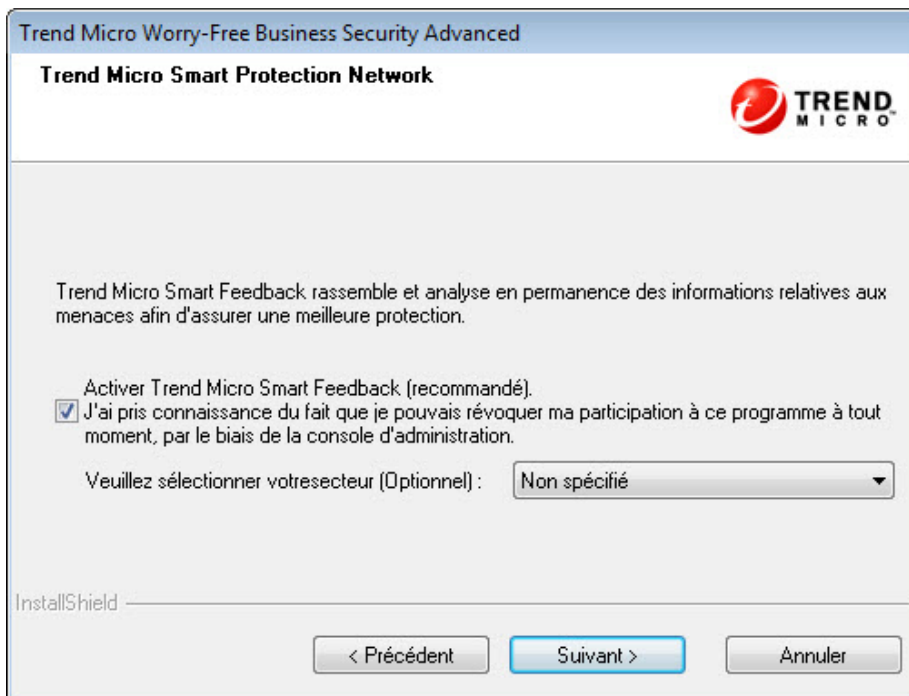 Trend Micro Worry-Free Business Security Advanced
Trend Micro Smart Protection Network
TREND
MICRO™
Trend Micro Smart Feedback rassemble et analyse en permanence des informations relatives aux
menaces afin d'assurer une meilleure protection.
Activer Trend Micro Smart Feedback (recommandé).
J'ai pris connaissance du fait que je pouvais révoquer ma participation à ce programme à tout
moment, par le biais de la console d'administration.
Veuillez sélectionner votresecteur (Optionnel) :
Non spécifié
InstallShield
< Précédent
Suivant >
Annuler